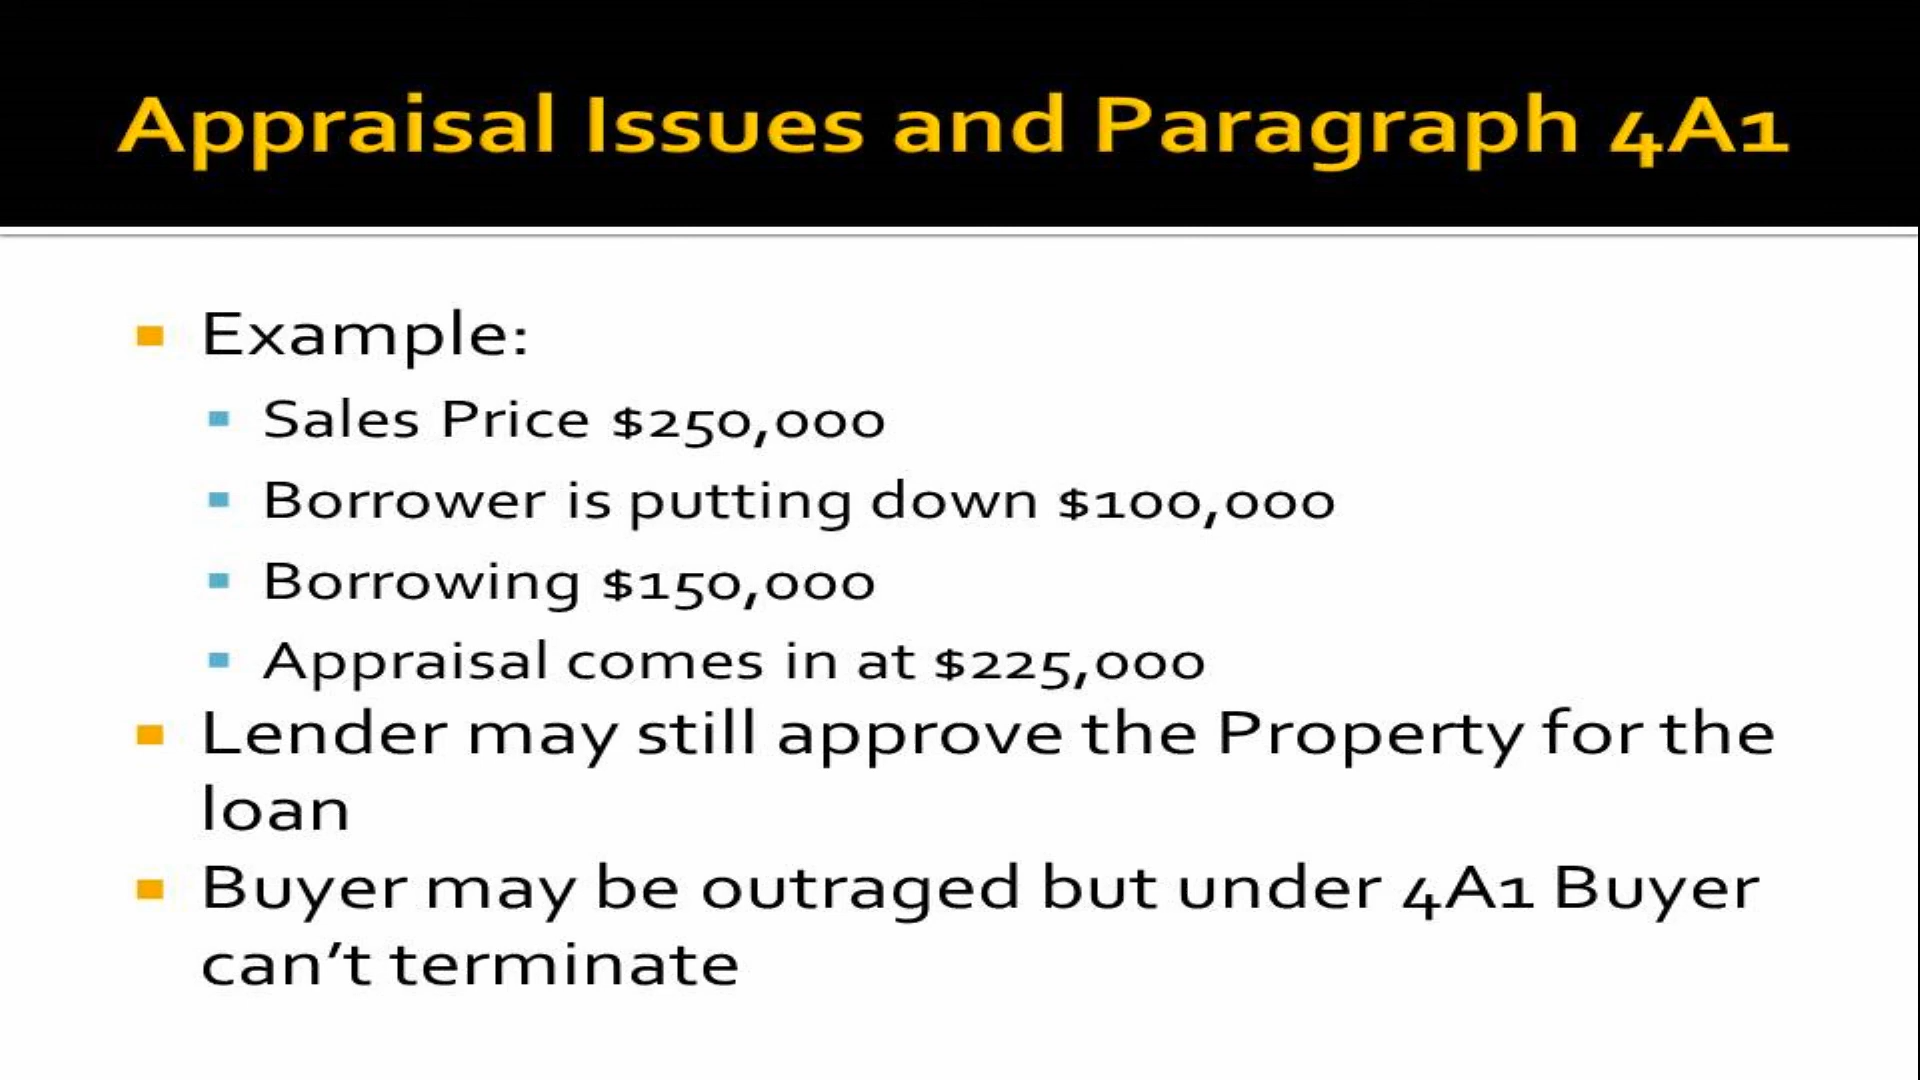 Appraisal Issues and Paragraph 4A1
Example:
Sales Price $250,000
Borrower is putting down $100,000
Borrowing $150,000
Appraisal comes in at $225,000
Lender may still approve the Property for the
loan
Buyer may be outraged but under 4A1 Buyer
can't terminate